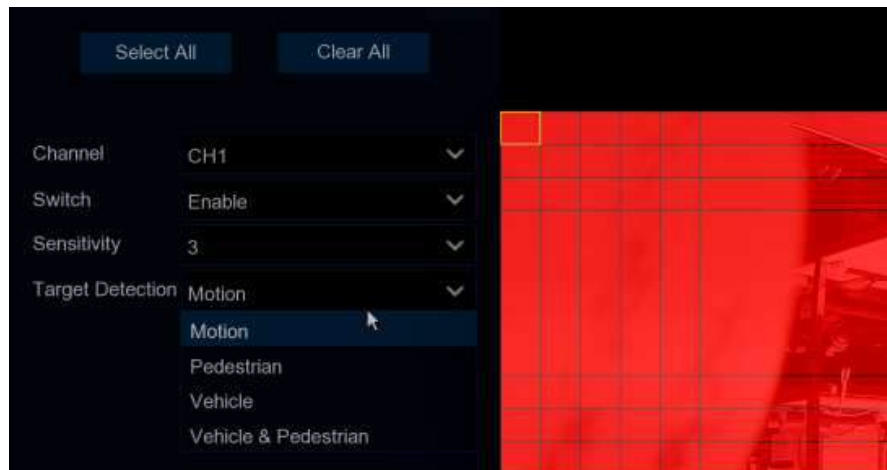 Select All Clear All
Channel CH1
Switch Enable
Sensitivity 3
Target Detection Motion
Motion
Pedestrian
Vehicle
Vehicle & Pedestrian